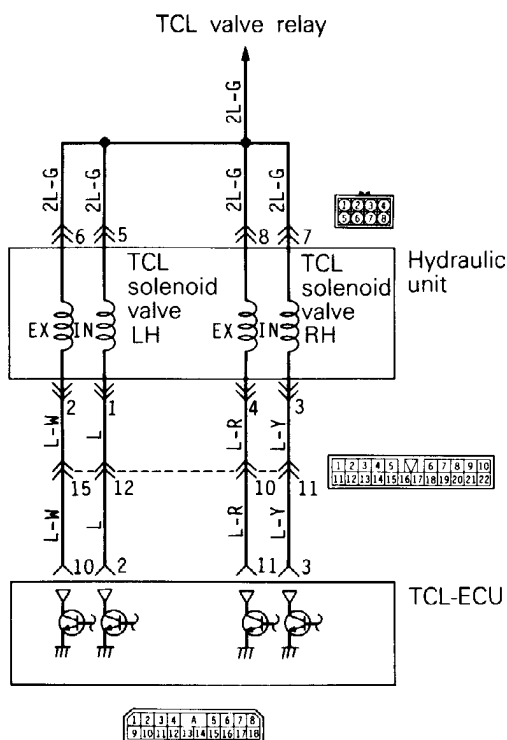 TCL valve relay
2L-G
2L-G 2L-G 2L-G 2L-G
1 2 3 4
5 6 7 8
6 5 8 7
TCL solenoid valve LH
TCL solenoid valve RH
Hydraulic unit
EX IN EX IN
2 1 4 3
L-W L L-R L-Y
1 2 3 4 5 6 7 8 9 10
11 12 13 14 15 16 17 18 19 20 21 22
15 12 10 11
L-W L L-R L-Y
10 2 11 3
TCL-ECU
1 2 3 4 A 5 6 7 8
9 10 11 12 13 14 15 16 17 18